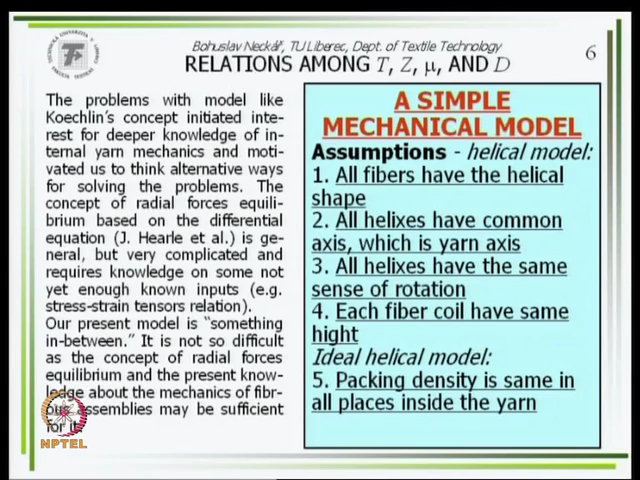 Bohuslav Neckář, TU Liberec, Dept. of Textile Technology
RELATIONS AMONG T, Z, μ, AND D
6
The problems with model like
Koechlin's concept initiated inte-
rest for deeper knowledge of in-
ternal yarn mechanics and moti-
vated us to think alternative ways
for solving the problems. The
concept of radial forces equili-
brium based on the differential
equation (J. Hearle et al.) is ge-
neral, but very complicated and
requires knowledge on some not
yet enough known inputs (e.g.
stress-strain tensors relation).
Our present model is "something
in-between." It is not so difficult
as the concept of radial forces
equilibrium and the present know-
ledge about the mechanics of fibr-
ous assemblies may be sufficient
for it.
NPTEL
A SIMPLE
MECHANICAL MODEL
Assumptions - helical model:
1. All fibers have the helical
shape
2. All helixes have common
axis, which is yarn axis
3. All helixes have the same
sense of rotation
4. Each fiber coil have same
hight
Ideal helical model:
5. Packing density is same in
all places inside the yarn